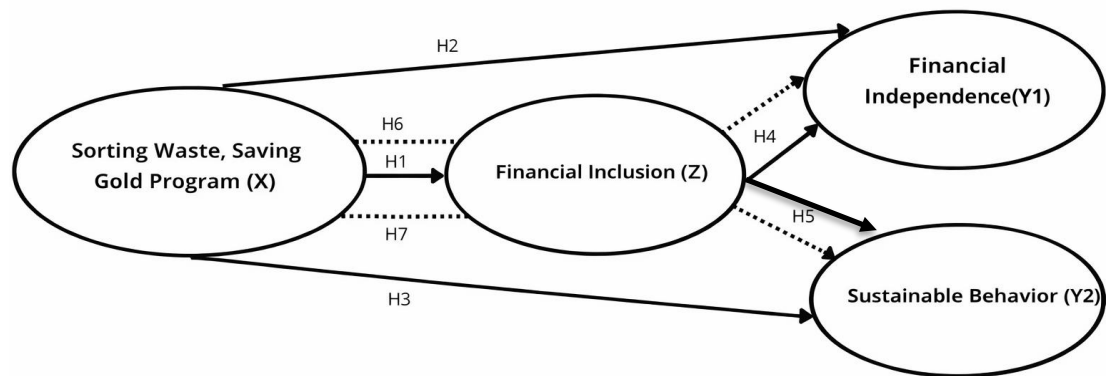 H2
Financial
Independence(Y1)
H6
H4
Sorting Waste, Saving
Gold Program (X)
H1
Financial Inclusion (Z)
H7
H5
H3
Sustainable Behavior (Y2)